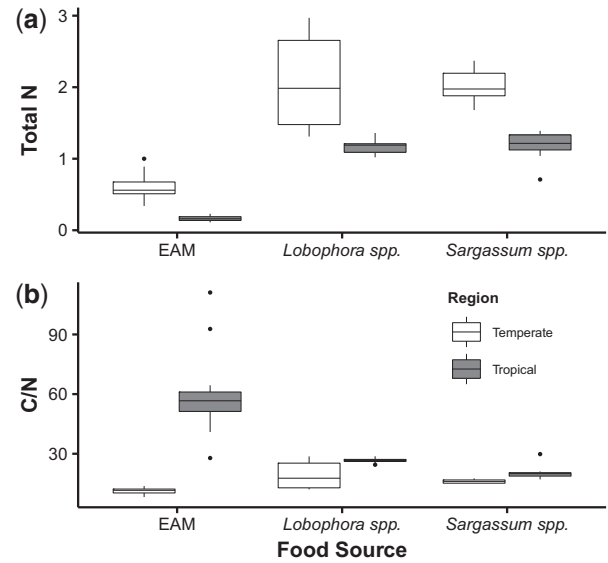 (a)
Total N
3
2
1
0
EAM
Lobophora spp.
Sargassum spp.
(b)
C/N
90
60
30
Region
Temperate
Tropical
EAM
Lobophora spp.
Sargassum spp.
Food Source